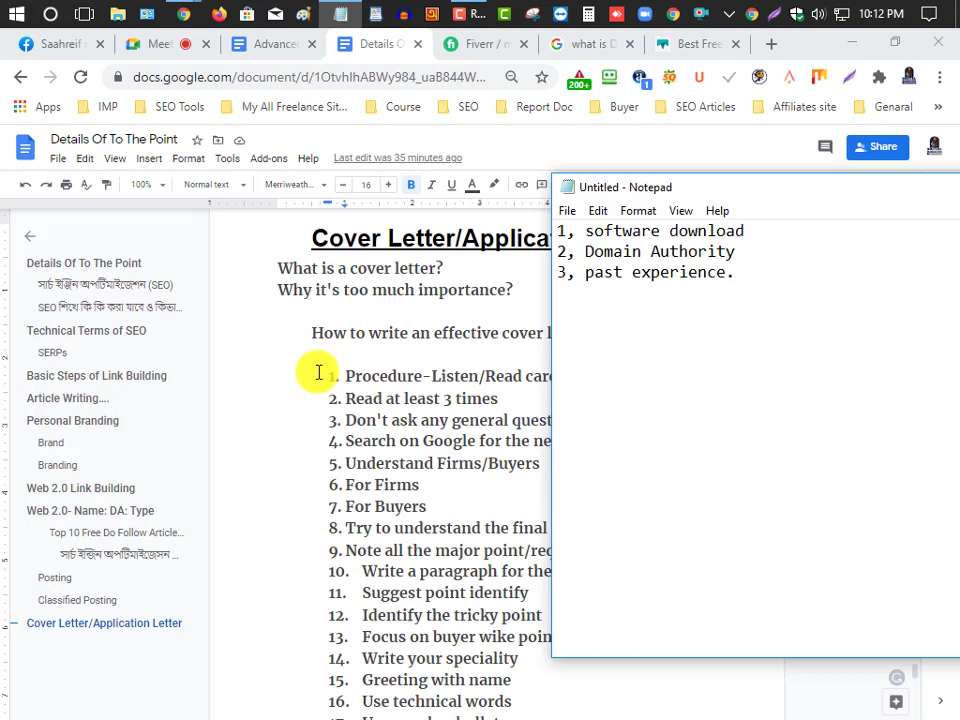 10:12 PM
Saahreif
Meet
Advance
Details O
Fiverr /
what is D
Best Free
docs.google.com/document/d/1OtvhIhABWy984_uaB844W...
200+
Apps
IMP
SEO Tools
My All Freelance Sit...
Course
SEO
Report Doc
Buyer
SEO Articles
Affiliates site
Genaral
Details Of To The Point
File Edit View Insert Format Tools Add-ons Help Last edit was 35 minutes ago
Share
100% Normal text Merriweath... 16 B I U A
Untitled - Notepad
File Edit Format View Help
1, software download
2, Domain Authority
3, past experience.
Details Of To The Point
সার্চ ইঞ্জিন অপটিমাইজেশন (SEO)
SEO শিখে কি কি করা যাবে ও কিভা...
Technical Terms of SEO
SERPs
Basic Steps of Link Building
Article Writing....
Personal Branding
Brand
Branding
Web 2.0 Link Building
Web 2.0- Name: DA: Type
Top 10 Free Do Follow Article...
সার্চ ইন্জিন অপটিমাইজেসন ...
Posting
Classified Posting
Cover Letter/Application Letter
Cover Letter/Applica
What is a cover letter?
Why it's too much importance?
How to write an effective cover l
1. Procedure-Listen/Read care
2. Read at least 3 times
3. Don't ask any general quest
4. Search on Google for the ne
5. Understand Firms/Buyers
6. For Firms
7. For Buyers
8. Try to understand the final
9. Note all the major point/req
10. Write a paragraph for the
11. Suggest point identify
12. Identify the tricky point
13. Focus on buyer wike poin
14. Write your speciality
15. Greeting with name
16. Use technical words